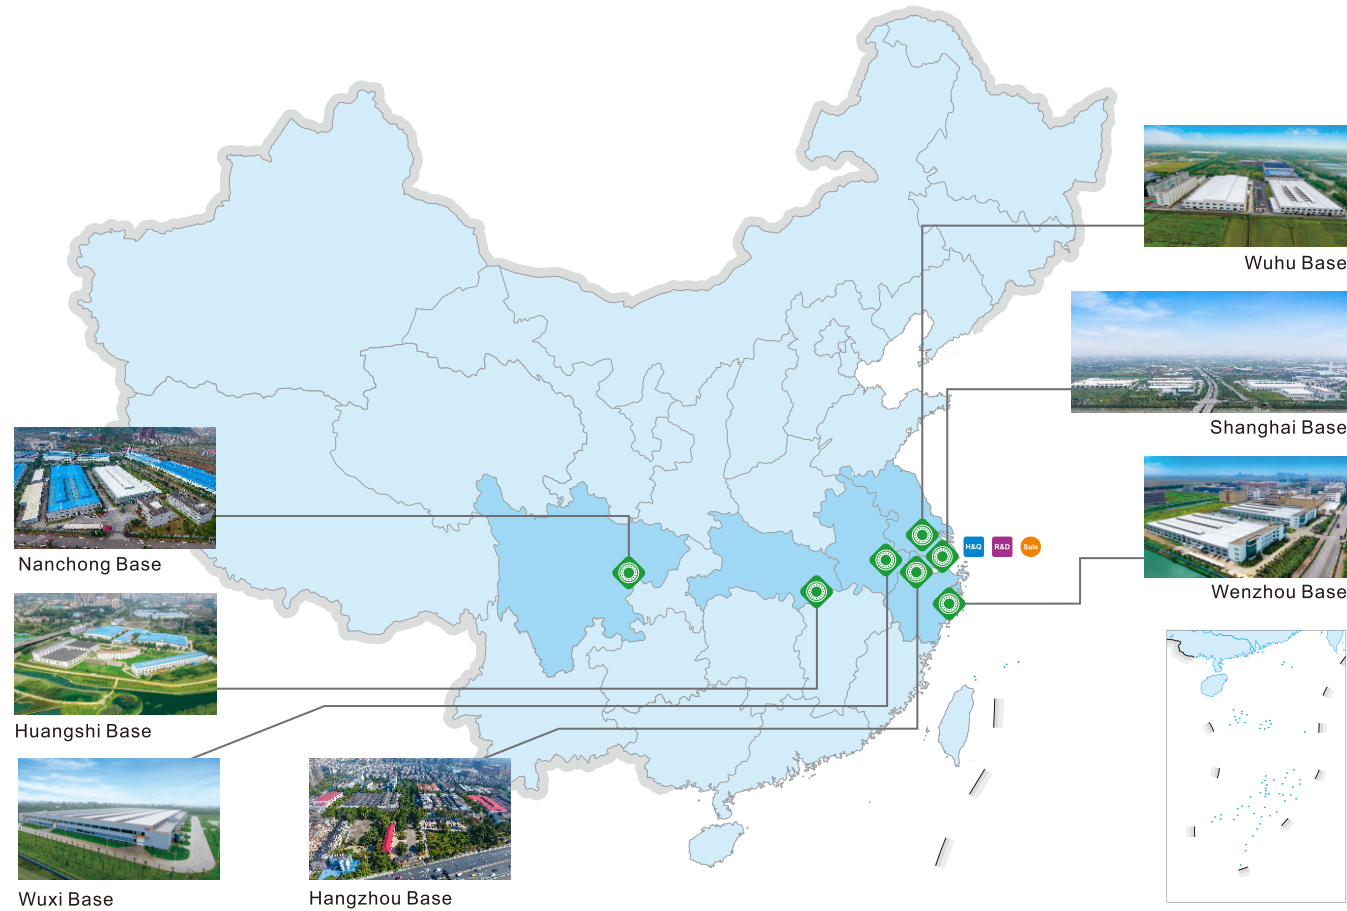 Wuhu Base
Shanghai Base
Nanchong Base
H&Q
R&D
Sale
Wenzhou Base
Huangshi Base
Wuxi Base
Hangzhou Base